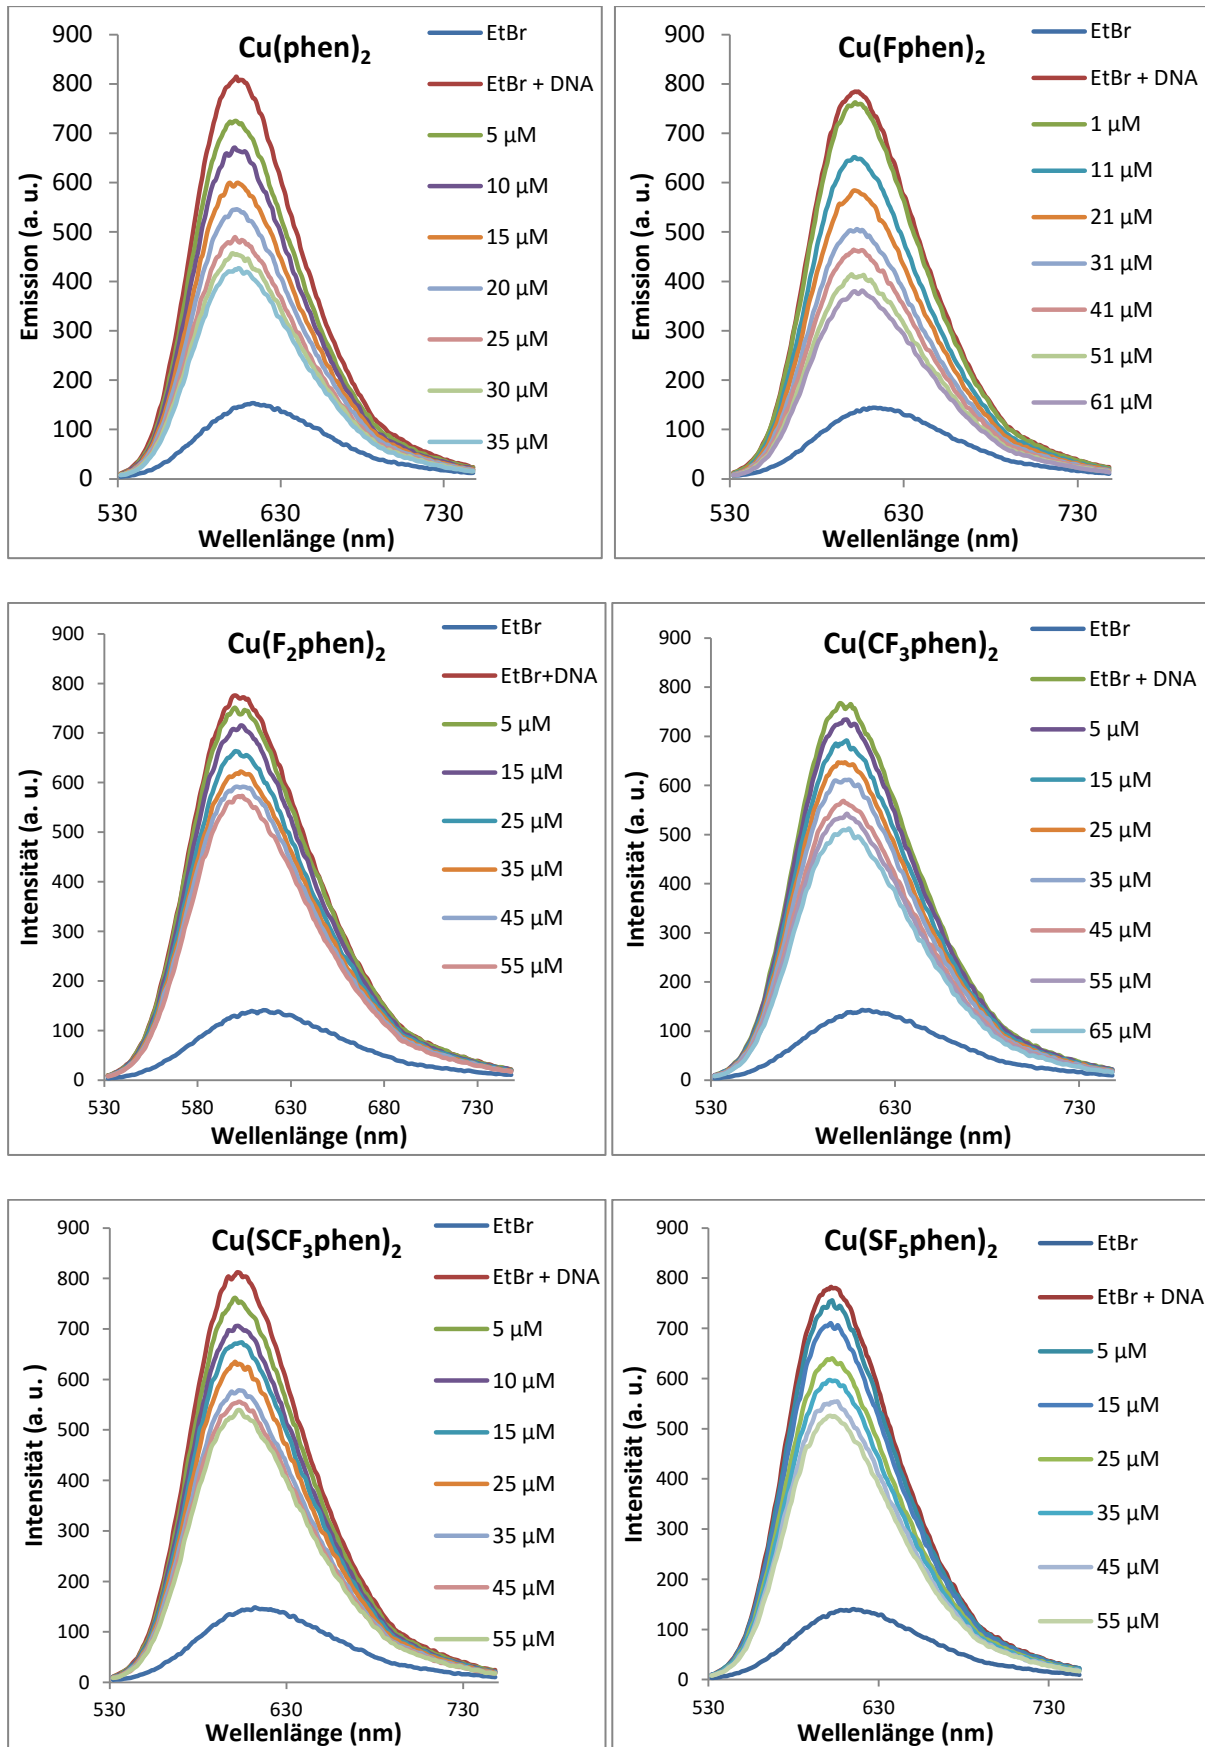 Cu(phen)₂
Emission (a. u.)
900
800
700
600
500
400
300
200
100
0
530
630
730
Wellenlänge (nm)
EtBr
EtBr + DNA
5 µM
10 µM
15 µM
20 µM
25 µM
30 µM
35 µM
Cu(Fphen)₂
Emission (a. u.)
900
800
700
600
500
400
300
200
100
0
530
630
730
Wellenlänge (nm)
EtBr
EtBr + DNA
1 µM
11 µM
21 µM
31 µM
41 µM
51 µM
61 µM
Cu(F₂phen)₂
Intensität (a. u.)
900
800
700
600
500
400
300
200
100
0
530
580
630
680
730
Wellenlänge (nm)
EtBr
EtBr+DNA
5 µM
15 µM
25 µM
35 µM
45 µM
55 µM
Cu(CF₃phen)₂
Intensität (a. u.)
900
800
700
600
500
400
300
200
100
0
530
630
730
Wellenlänge (nm)
EtBr
EtBr + DNA
5 µM
15 µM
25 µM
35 µM
45 µM
55 µM
65 µM
Cu(SCF₃phen)₂
Intensität (a. u. )
900
800
700
600
500
400
300
200
100
0
530
630
730
Wellenlänge (nm)
EtBr
EtBr + DNA
5 µM
10 µM
15 µM
25 µM
35 µM
45 µM
55 µM
Cu(SF₅phen)₂
Intensität (a. u.)
900
800
700
600
500
400
300
200
100
0
530
630
730
Wellenlänge (nm)
EtBr
EtBr + DNA
5 µM
15 µM
25 µM
35 µM
45 µM
55 µM